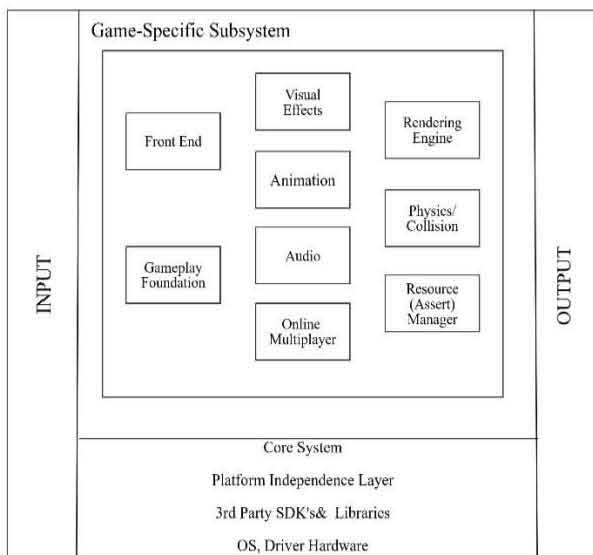 Game-Specific Subsystem
INPUT
Front End
Gameplay
Foundation
Visual
Effects
Animation
Audio
Online
Multiplayer
Rendering
Engine
Physics/
Collision
Resource
(Assert)
Manager
OUTPUT
Core System
Platform Independence Layer
3rd Party SDK's& Libraries
OS, Driver Hardware